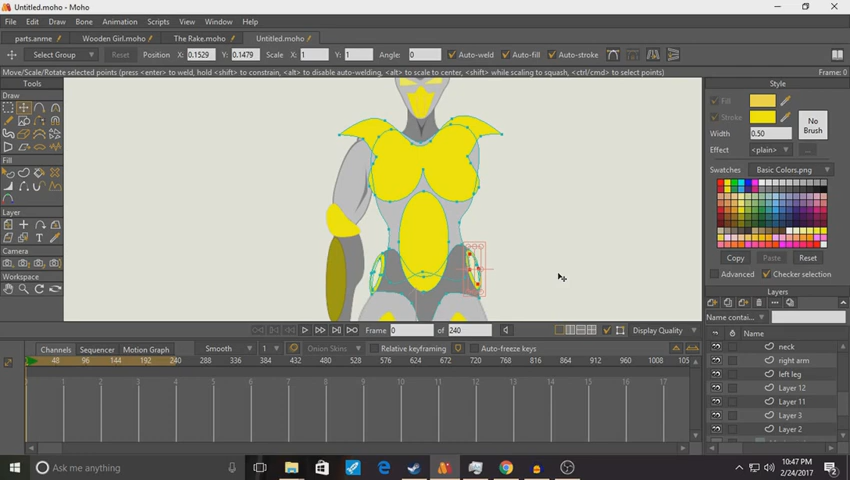 Untitled.moho - Moho
File Edit Draw Bone Animation Scripts View Window Help
parts.anme Wooden Girl.moho The Rake.moho Untitled.moho
Select Group Position X: 0.1529 Y: 0.1479 Scale X: 1 Y: 1 Angle: 0 Auto-weld Auto-fill Auto-stroke
Move/Scale/Rotate selected points (press <enter> to weld, hold <shift> to constrain, <alt> to disable auto-welding, <alt> to scale to center, <shift> while scaling to squash, <ctrl/cmd> to select points) Frame: 0
Tools
Draw
Fill
Layer
Camera
Workspace
Style
Fill
Stroke
No Brush
Width 0.50
Effect <plain> ...
Swatches Basic Colors.png
Copy Paste Reset
Advanced Checker selection
Layers
Name contai...
Name
neck
right arm
left leg
Layer 12
Layer 11
Layer 3
Layer 2
Frame 0 of 240 Display Quality
Channels Sequencer Motion Graph Smooth 1 Onion Skins Relative keyframing Auto-freeze keys
0 48 96 144 192 240 288 336 384 432 480 528 576 624 672 720 768 816 864 912 960 1008 105
1 2 3 4 5 6 7 8 9 10 11 12 13 14 15 16 17
Ask me anything
10:47 PM
2/24/2017